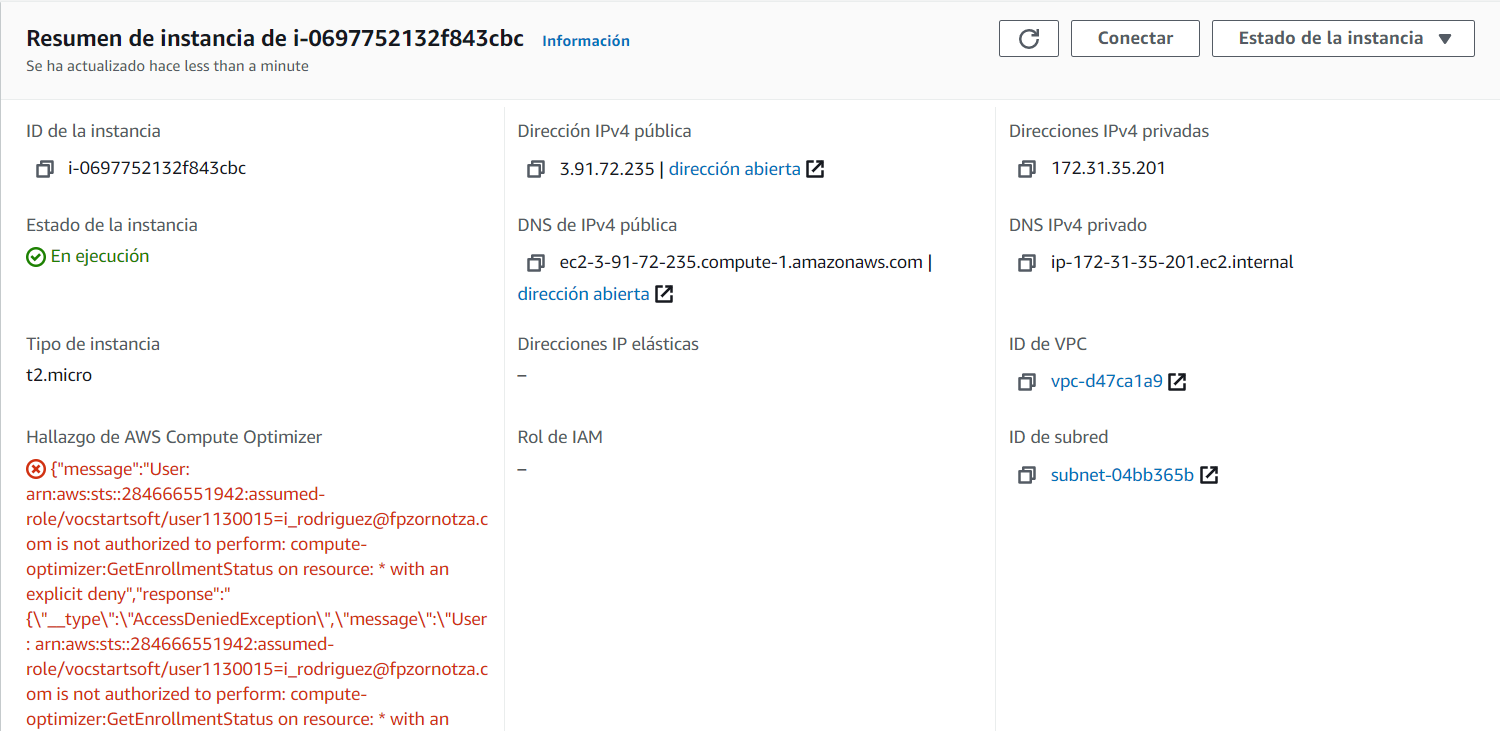 Resumen de instancia de i-0697752132f843cbc Información
Se ha actualizado hace less than a minute
Conectar
Estado de la instancia
ID de la instancia
i-0697752132f843cbc
Dirección IPv4 pública
3.91.72.235 | dirección abierta
Direcciones IPv4 privadas
172.31.35.201
Estado de la instancia
En ejecución
DNS de IPv4 pública
ec2-3-91-72-235.compute-1.amazonaws.com |
dirección abierta
DNS IPv4 privado
ip-172-31-35-201.ec2.internal
Tipo de instancia
t2.micro
Direcciones IP elásticas
–
ID de VPC
vpc-d47ca1a9
Hallazgo de AWS Compute Optimizer
{"message":"User:
arn:aws:sts::284666551942:assumed-
role/vocstartsoft/user1130015=i_rodriguez@fpzornotza.c
om is not authorized to perform: compute-
optimizer:GetEnrollmentStatus on resource: * with an
explicit deny","response":"
{\"__type\":\"AccessDeniedException\",\"message\":\"User
: arn:aws:sts::284666551942:assumed-
role/vocstartsoft/user1130015=i_rodriguez@fpzornotza.c
om is not authorized to perform: compute-
optimizer:GetEnrollmentStatus on resource: * with an
Rol de IAM
–
ID de subred
subnet-04bb365b